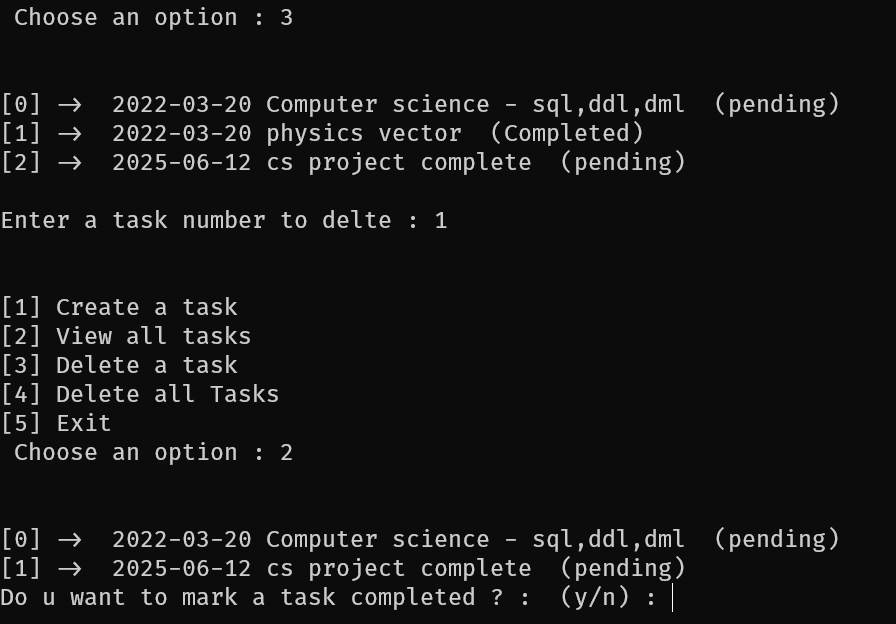 Choose an option : 3
[0] →  2022-03-20 Computer science - sql,ddl,dml  (pending)
[1] →  2022-03-20 physics vector  (Completed)
[2] →  2025-06-12 cs project complete  (pending)
Enter a task number to delte : 1
[1] Create a task
[2] View all tasks
[3] Delete a task
[4] Delete all Tasks
[5] Exit
Choose an option : 2
[0] →  2022-03-20 Computer science - sql,ddl,dml  (pending)
[1] →  2025-06-12 cs project complete  (pending)
Do u want to mark a task completed ? :  (y/n) :